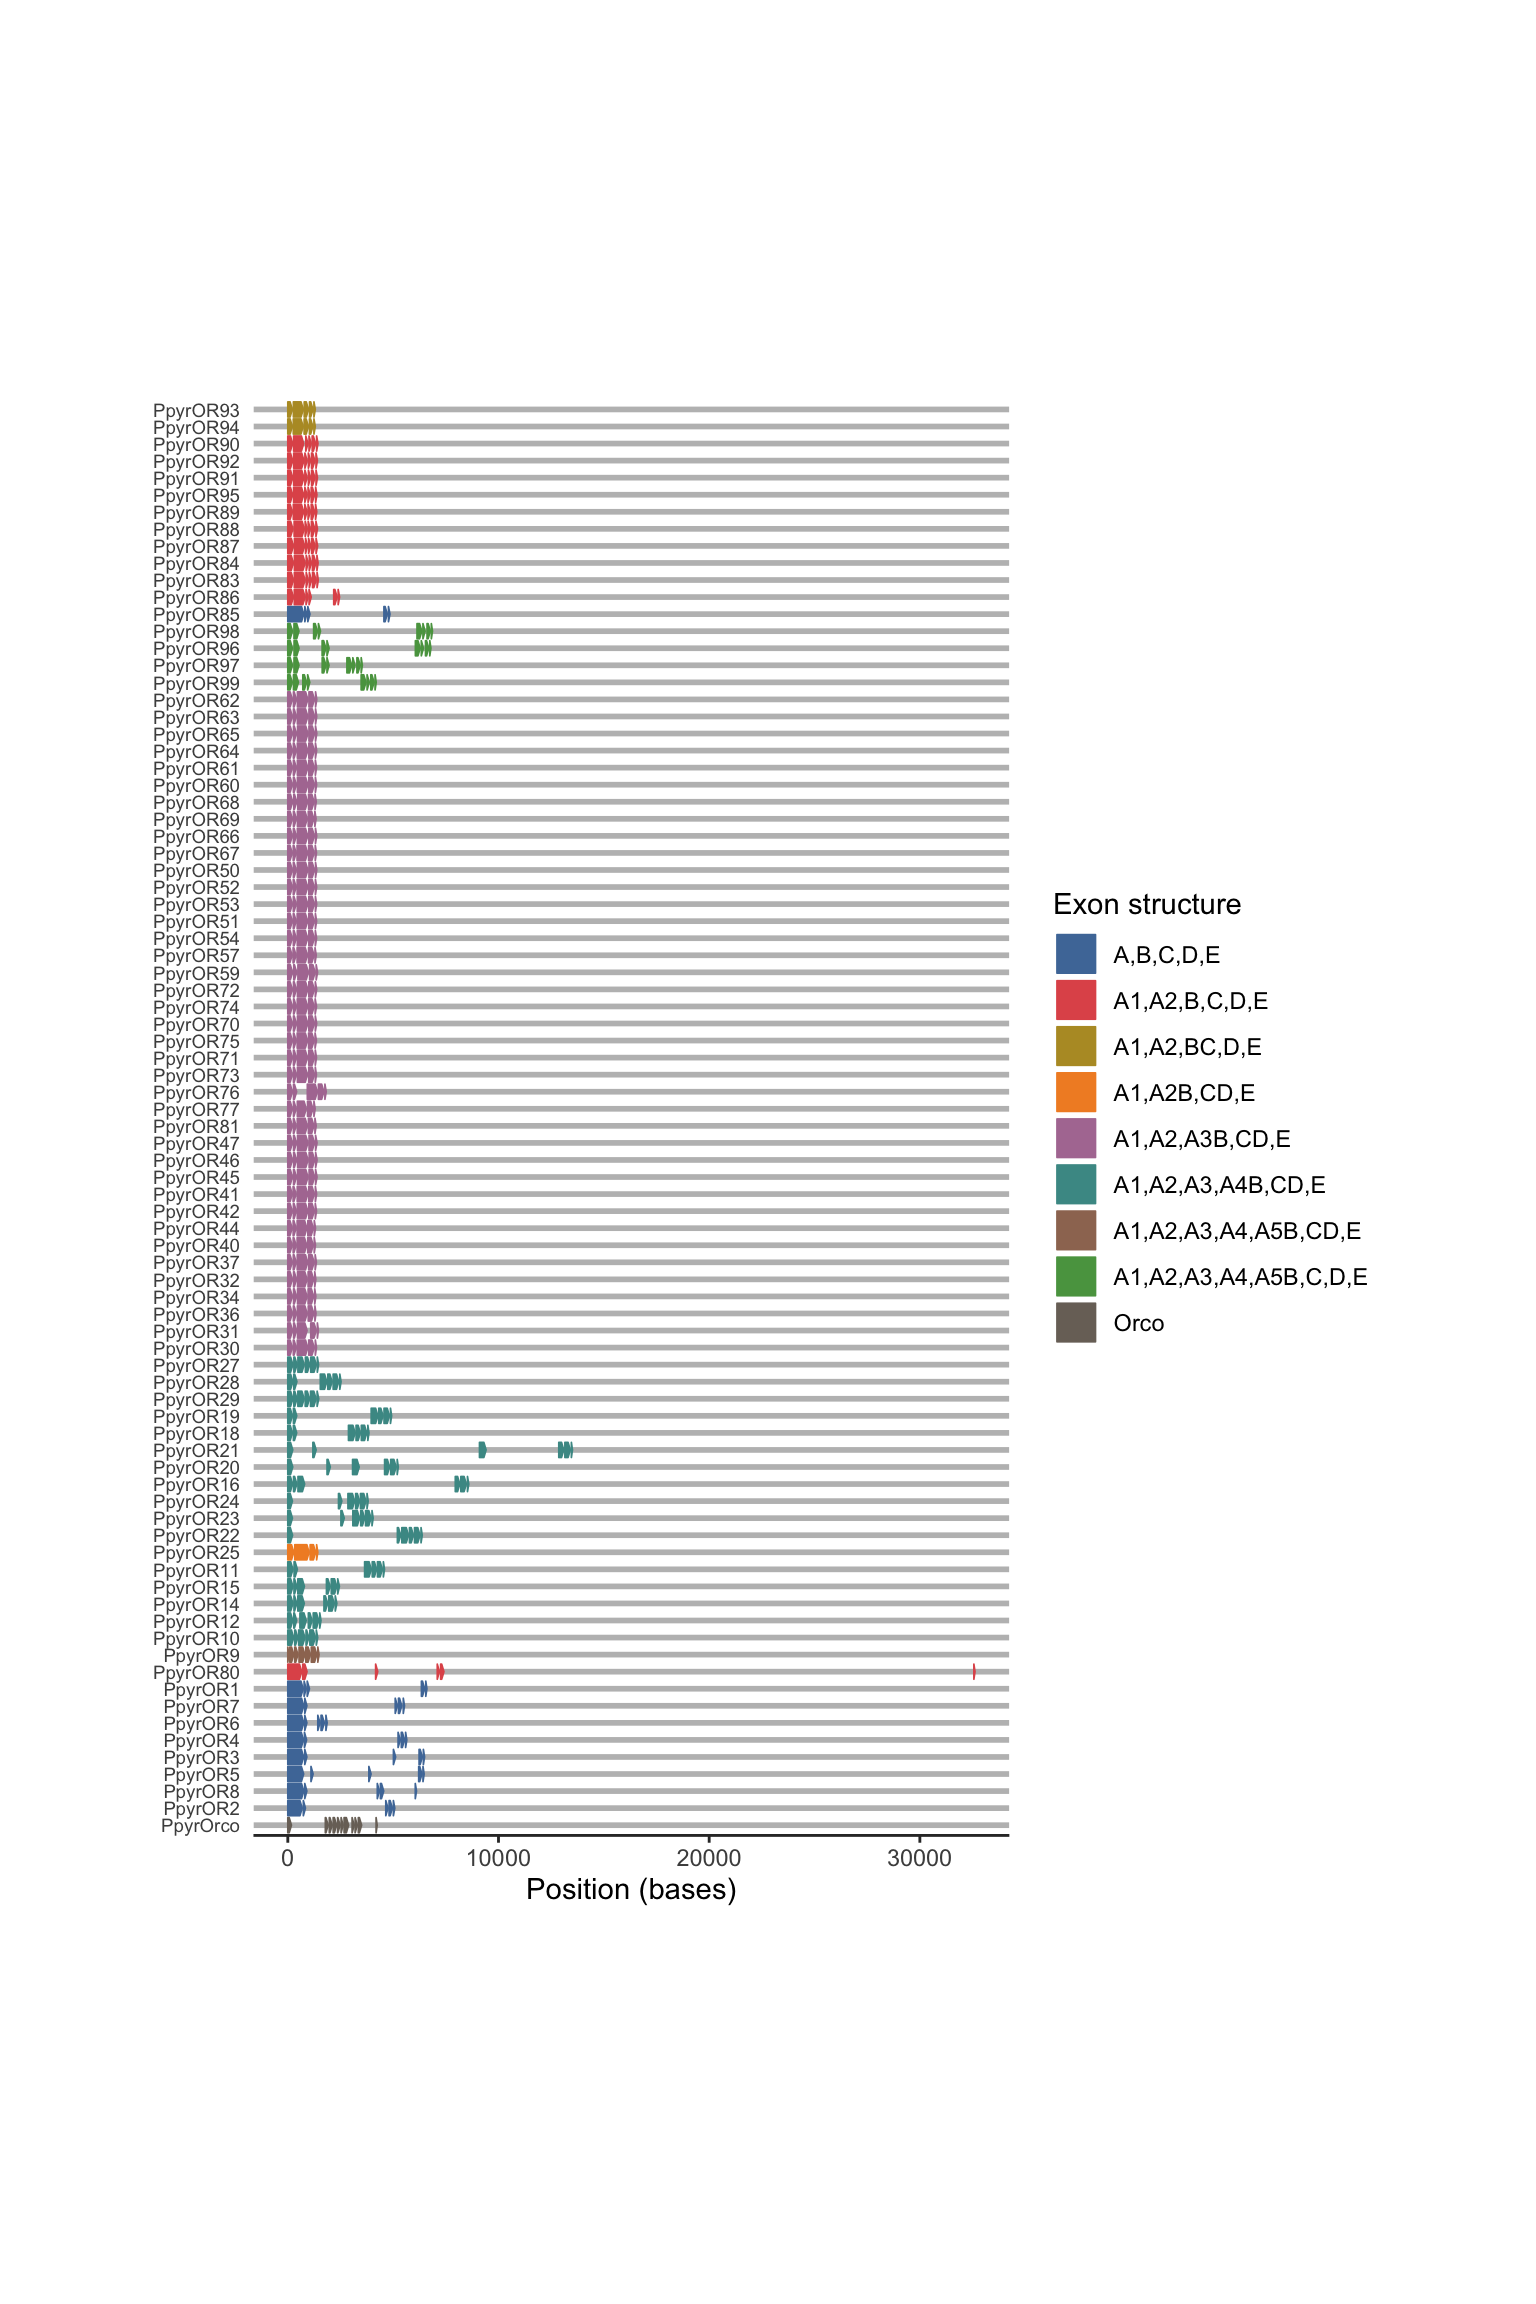 PpyrOR93
PpyrOR94
PpyrOR90
PpyrOR92
PpyrOR91
PpyrOR95
PpyrOR89
PpyrOR88
PpyrOR87
PpyrOR84
PpyrOR83
PpyrOR86
PpyrOR85
PpyrOR98
PpyrOR96
PpyrOR97
PpyrOR99
PpyrOR62
PpyrOR63
PpyrOR65
PpyrOR64
PpyrOR61
PpyrOR60
PpyrOR68
PpyrOR69
PpyrOR66
PpyrOR67
PpyrOR50
PpyrOR52
PpyrOR53
PpyrOR51
PpyrOR54
PpyrOR57
PpyrOR59
PpyrOR72
PpyrOR74
PpyrOR70
PpyrOR75
PpyrOR71
PpyrOR73
PpyrOR76
PpyrOR77
PpyrOR81
PpyrOR47
PpyrOR46
PpyrOR45
PpyrOR41
PpyrOR42
PpyrOR44
PpyrOR40
PpyrOR37
PpyrOR32
PpyrOR34
PpyrOR36
PpyrOR31
PpyrOR30
PpyrOR27
PpyrOR28
PpyrOR29
PpyrOR19
PpyrOR18
PpyrOR21
PpyrOR20
PpyrOR16
PpyrOR24
PpyrOR23
PpyrOR22
PpyrOR25
PpyrOR11
PpyrOR15
PpyrOR14
PpyrOR12
PpyrOR10
PpyrOR9
PpyrOR80
PpyrOR1
PpyrOR7
PpyrOR6
PpyrOR4
PpyrOR3
PpyrOR5
PpyrOR8
PpyrOR2
PpyrOrco
0 10000 20000 30000
Position (bases)
Exon structure
A,B,C,D,E
A1,A2,B,C,D,E
A1,A2,BC,D,E
A1,A2B,CD,E
A1,A2,A3B,CD,E
A1,A2,A3,A4B,CD,E
A1,A2,A3,A4,A5B,CD,E
A1,A2,A3,A4,A5B,C,D,E
Orco